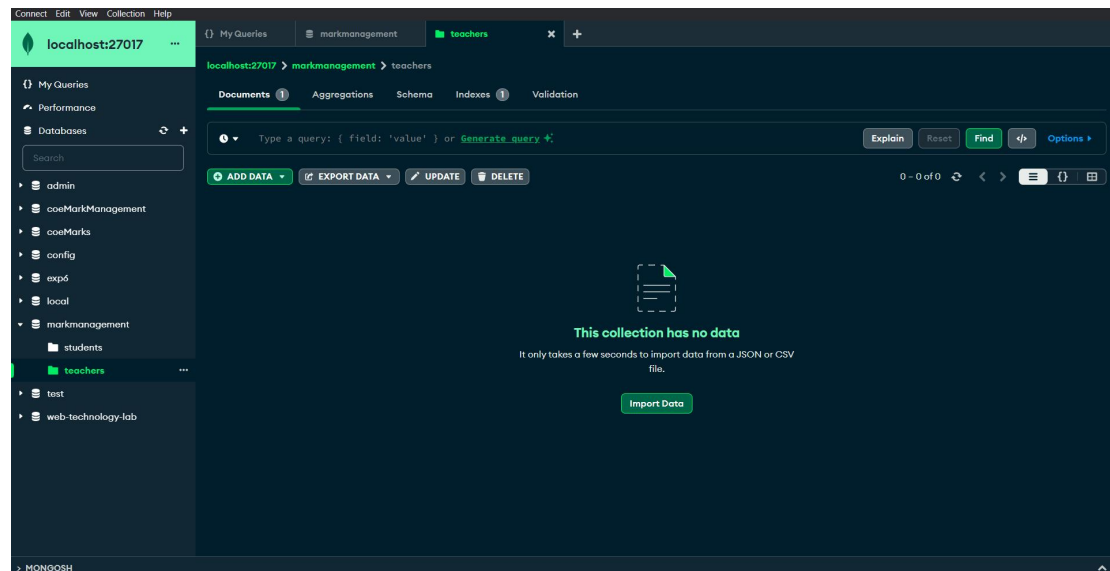 Connect Edit View Collection Help
localhost:27017 ...
{} My Queries
markmanagement
teachers
localhost:27017 > markmanagement > teachers
{} My Queries
Performance
Databases
Search
admin
coeMarkManagement
coeMarks
config
exp6
local
markmanagement
students
teachers ...
test
web-technology-lab
Documents 1 Aggregations Schema Indexes 1 Validation
Type a query: { field: 'value' } or Generate query
Explain Reset Find </> Options
ADD DATA EXPORT DATA UPDATE DELETE
0 – 0 of 0 < > {}
This collection has no data
It only takes a few seconds to import data from a JSON or CSV
file.
Import Data
> MONGOSH